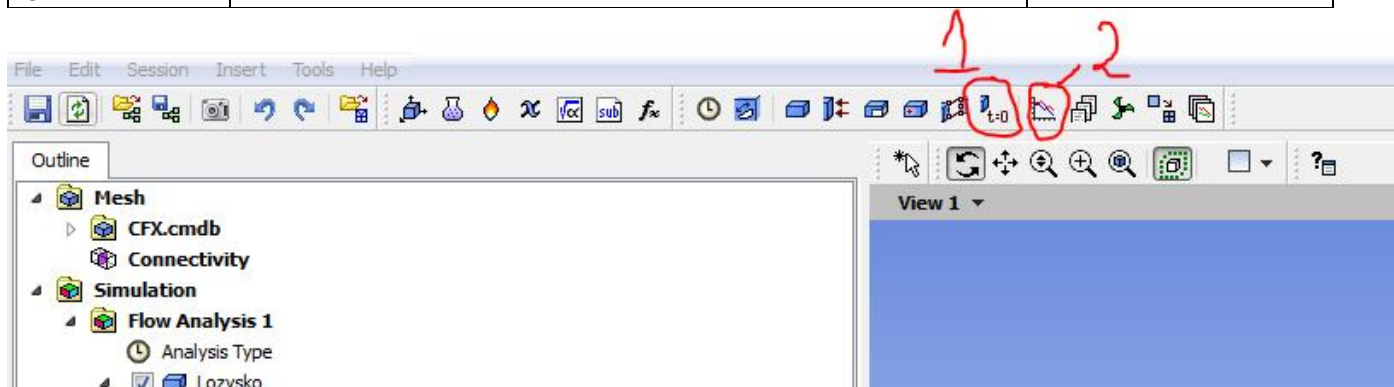 1 2
File Edit Session Insert Tools Help
x √α sub f∞ t=0
Outline
Mesh
View 1
CFX.cmdb
Connectivity
Simulation
Flow Analysis 1
Analysis Type
Lozysko